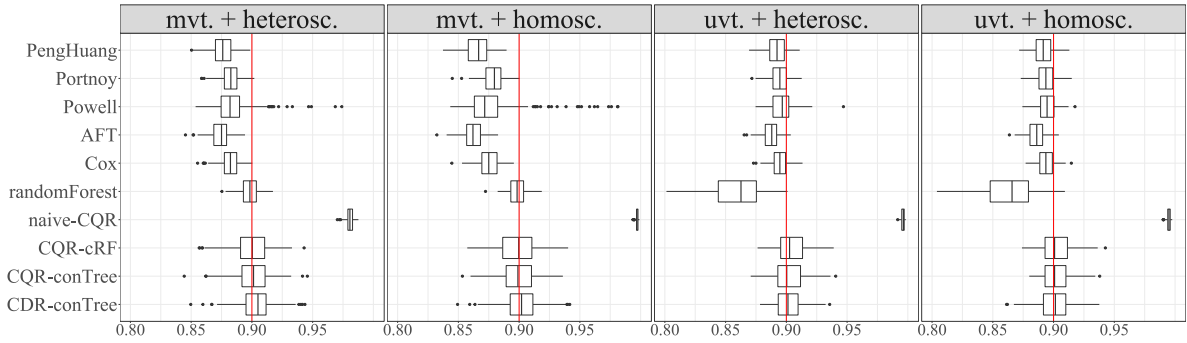 mvt. + heterosc. mvt. + homosc. uvt. + heterosc. uvt. + homosc.
PengHuang
Portnoy
Powell
AFT
Cox
randomForest
naive-CQR
CQR-cRF
CQR-conTree
CDR-conTree
0.80 0.85 0.90 0.95 0.80 0.85 0.90 0.95 0.80 0.85 0.90 0.95 0.80 0.85 0.90 0.95